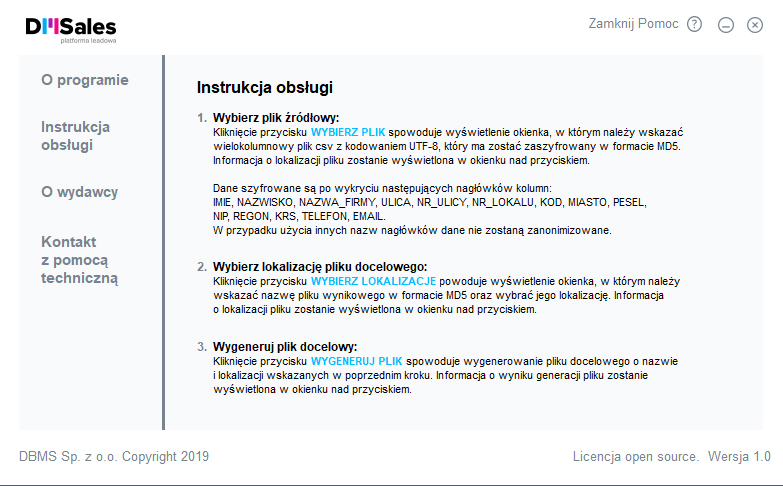 DMSales
platforma leadowa
Zamknij Pomoc ?
O programie
Instrukcja
obsługi
O wydawcy
Kontakt
z pomocą
techniczną
Instrukcja obsługi
1. Wybierz plik źródłowy:
Kliknięcie przycisku WYBIERZ PLIK spowoduje wyświetlenie okienka, w którym należy wskazać
wielokolumnowy plik csv z kodowaniem UTF-8, który ma zostać zaszyfrowany w formacie MD5.
Informacja o lokalizacji pliku zostanie wyświetlona w okienku nad przyciskiem.
Dane szyfrowane są po wykryciu następujących nagłówków kolumn:
IMIE, NAZWISKO, NAZWA_FIRMY, ULICA, NR_ULICY, NR_LOKALU, KOD, MIASTO, PESEL,
NIP, REGON, KRS, TELEFON, EMAIL.
W przypadku użycia innych nazw nagłówków dane nie zostaną zanonimizowane.
2. Wybierz lokalizację pliku docelowego:
Kliknięcie przycisku WYBIERZ LOKALIZACJE powoduje wyświetlenie okienka, w którym należy
wskazać nazwę pliku wynikowego w formacie MD5 oraz wybrać jego lokalizację. Informacja
o lokalizacji pliku zostanie wyświetlona w okienku nad przyciskiem.
3. Wygeneruj plik docelowy:
Kliknięcie przycisku WYGENERUJ PLIK spowoduje wygenerowanie pliku docelowego o nazwie
i lokalizacji wskazanych w poprzednim kroku. Informacja o wyniku generacji pliku zostanie
wyświetlona w okienku nad przyciskiem.
DBMS Sp. z o.o. Copyright 2019
Licencja open source. Wersja 1.0